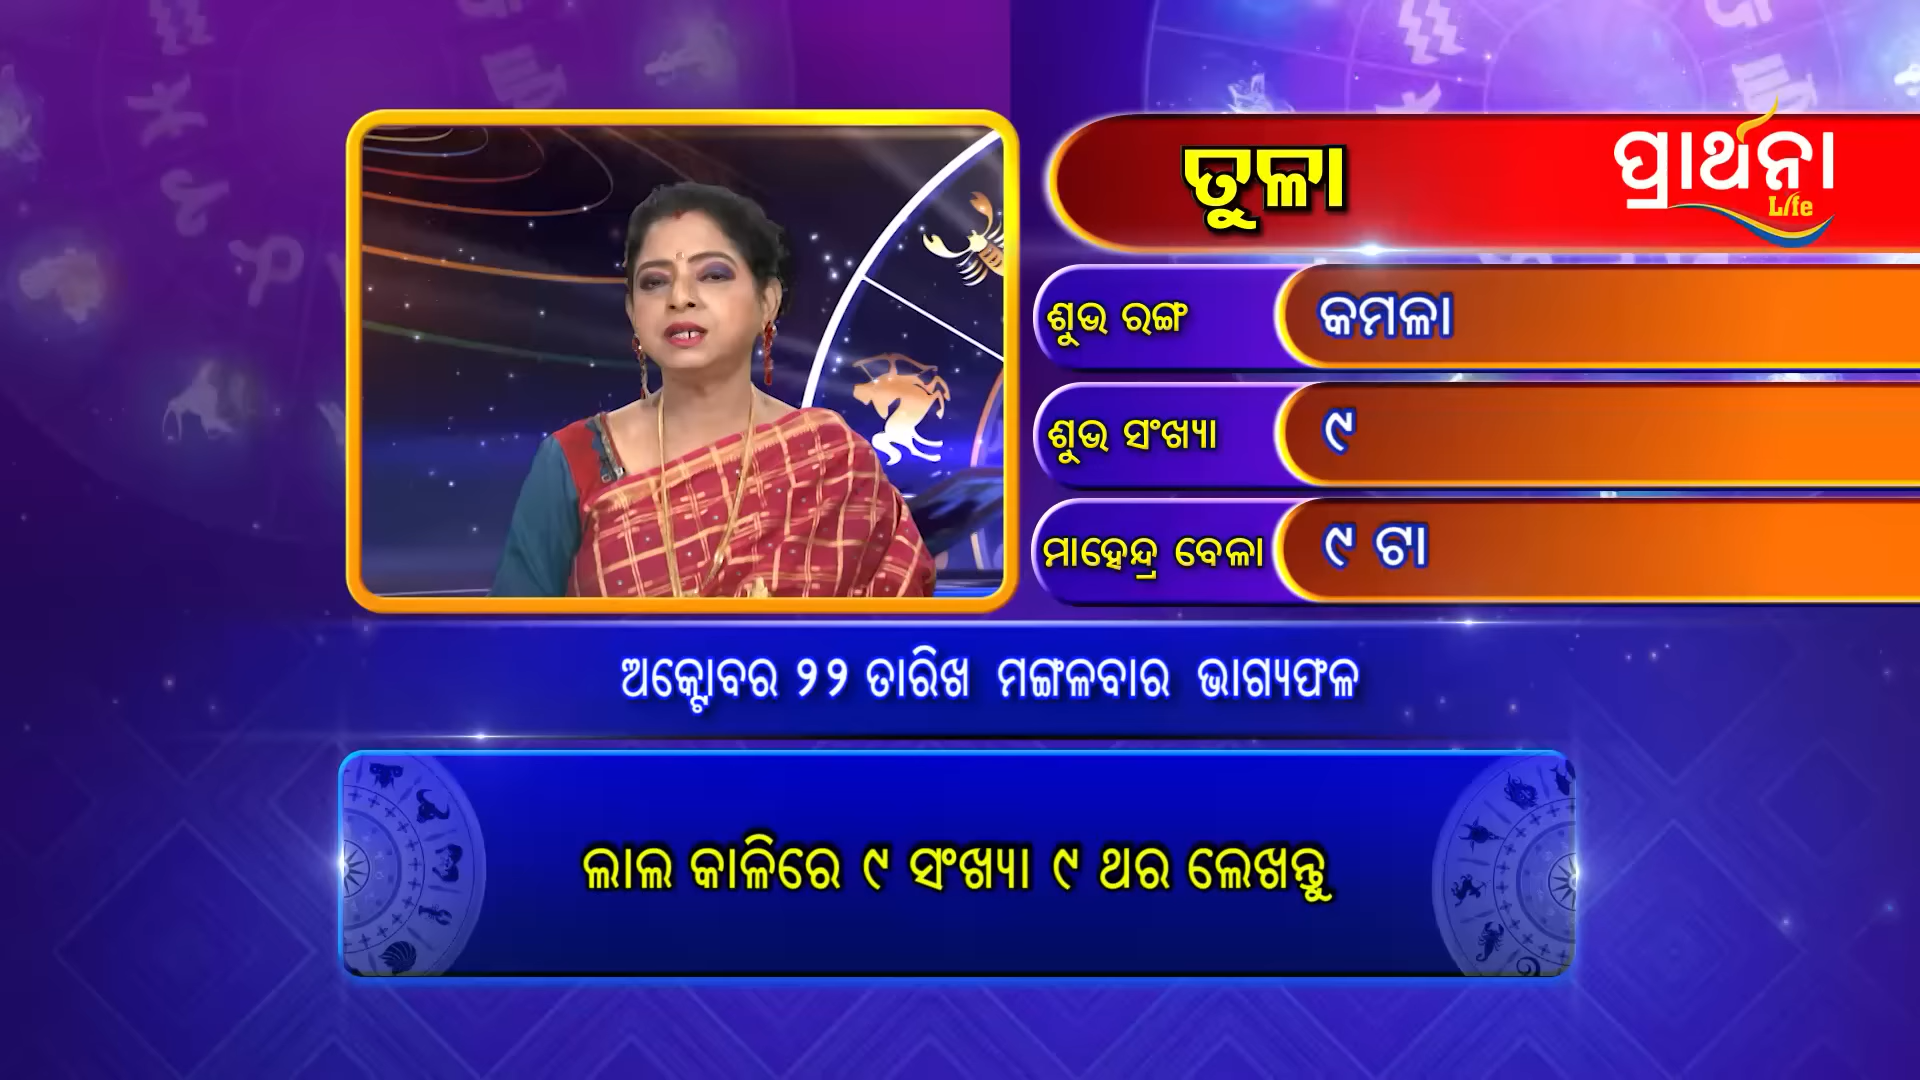 ତୁଳା
ପ୍ରାର୍ଥନା
Life
ଶୁଭ ରଙ୍ଗ
କମଳା
ଶୁଭ ସଂଖ୍ୟା
୯
ମାହେନ୍ଦ୍ର ବେଳା
୯ ଟା
ଅକ୍ଟୋବର ୨୨ ତାରିଖ ମଙ୍ଗଳବାର ଭାଗ୍ୟଫଳ
ଲାଲ କାଳିରେ ୯ ସଂଖ୍ୟା ୯ ଥର ଲେଖନ୍ତୁ